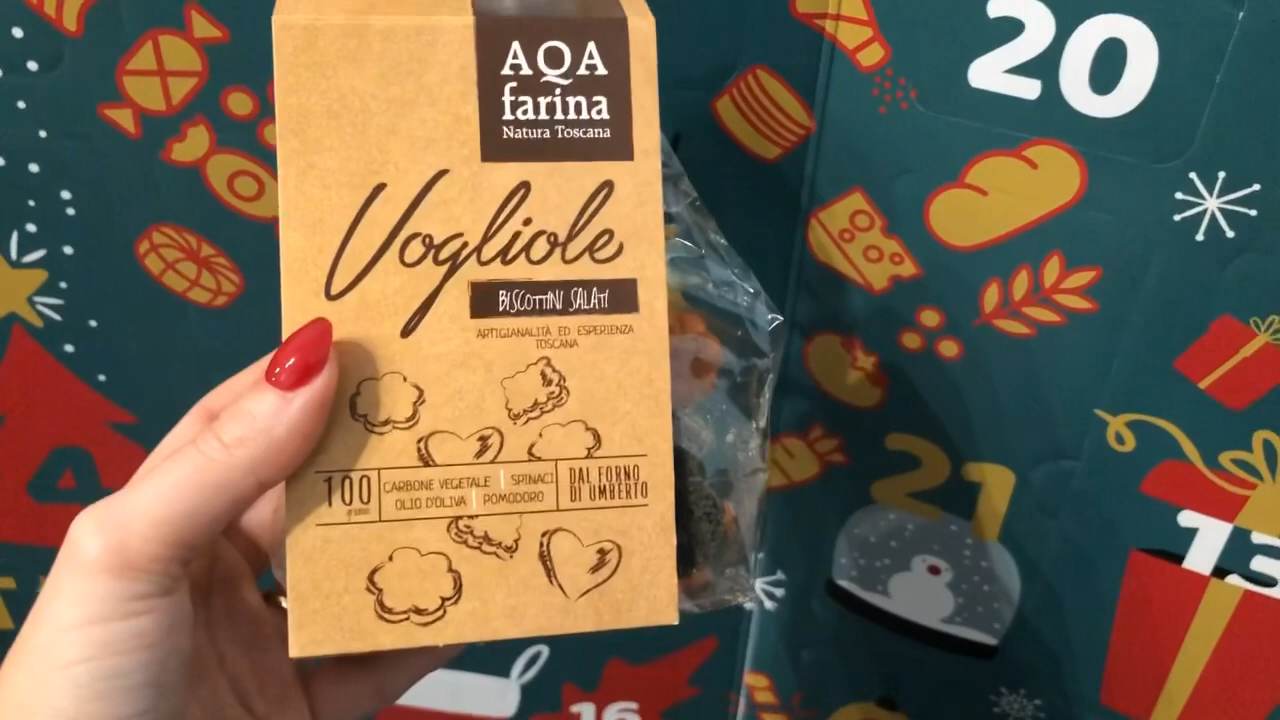 AQA
farina
Natura Toscana
Vogliole
BISCOTTINI SALATI
ARTIGIANALITÀ ED ESPERIENZA
TOSCANA
100
CARBONE VEGETALE | SPINACI
OLIO D'OLIVA | POMODORO
DAL FORNO
DI UMBERTO
20
21
13
16